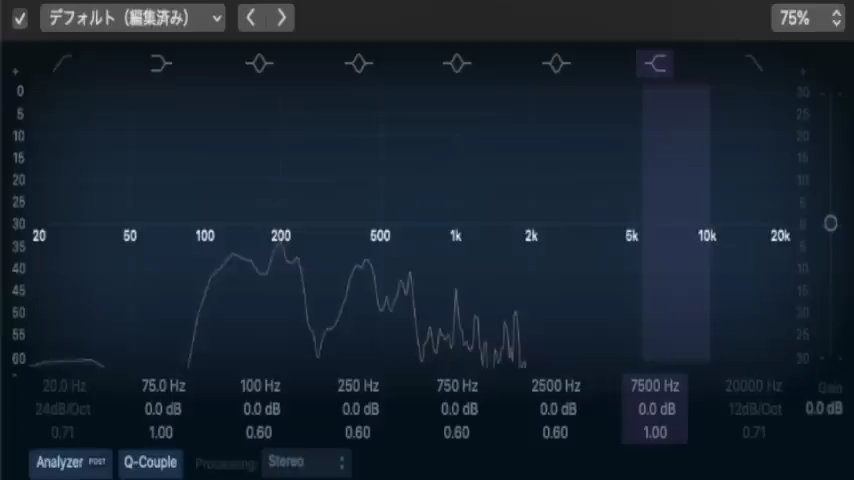 デフォルト（編集済み）
75%
+ +
0 30
5 25
10 20
15 15
20 10
25 5
30 0
20 50 100 200 500 1k 2k 5k 10k 20k
35 5
40 10
45 15
50 20
55 25
60 30
- -
20.0 Hz 75.0 Hz 100 Hz 250 Hz 750 Hz 2500 Hz 7500 Hz 20000 Hz Gain
24dB/Oct 0.0 dB 0.0 dB 0.0 dB 0.0 dB 0.0 dB 0.0 dB 12dB/Oct 0.0 dB
0.71 1.00 0.60 0.60 0.60 0.60 1.00 0.71
Analyzer POST Q-Couple Processing: Stereo